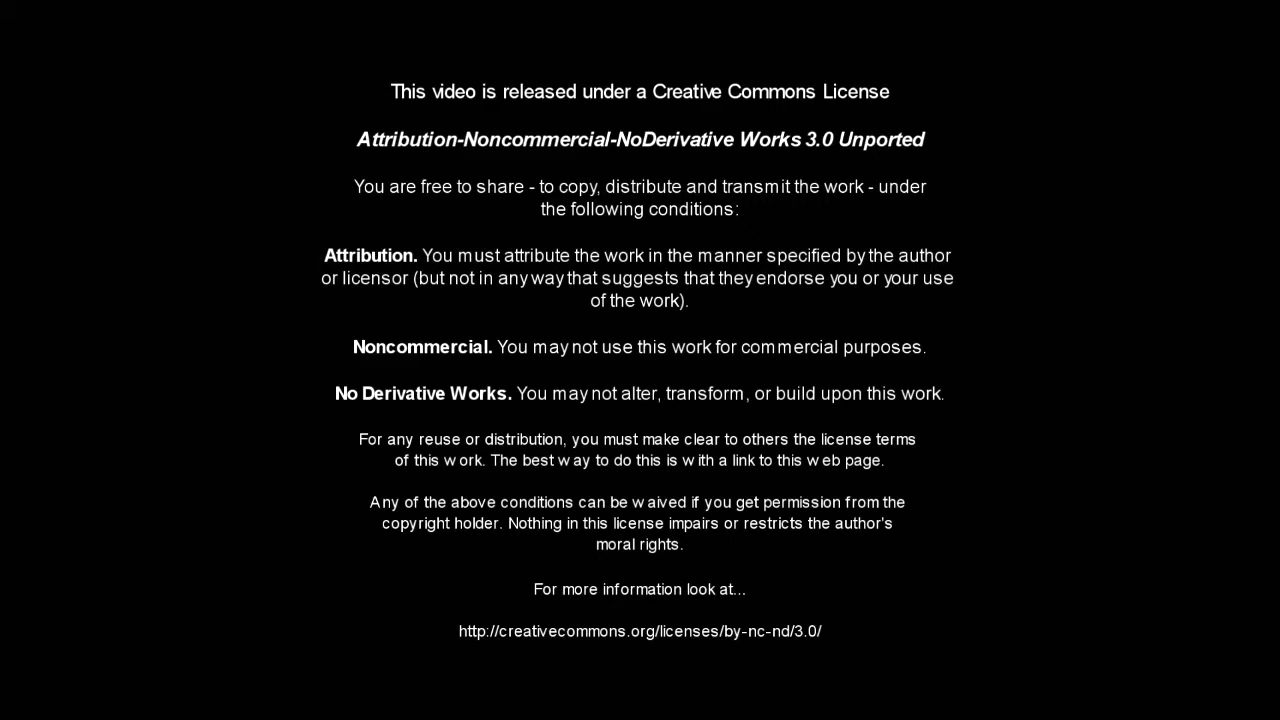 This video is released under a Creative Commons License
Attribution-Noncommercial-NoDerivative Works 3.0 Unported
You are free to share - to copy, distribute and transmit the work - under
the following conditions:
Attribution. You must attribute the work in the manner specified by the author
or licensor (but not in any way that suggests that they endorse you or your use
of the work).
Noncommercial. You may not use this work for commercial purposes.
No Derivative Works. You may not alter, transform, or build upon this work.
For any reuse or distribution, you must make clear to others the license terms
of this work. The best way to do this is with a link to this web page.
Any of the above conditions can be waived if you get permission from the
copyright holder. Nothing in this license impairs or restricts the author's
moral rights.
For more information look at...
http://creativecommons.org/licenses/by-nc-nd/3.0/